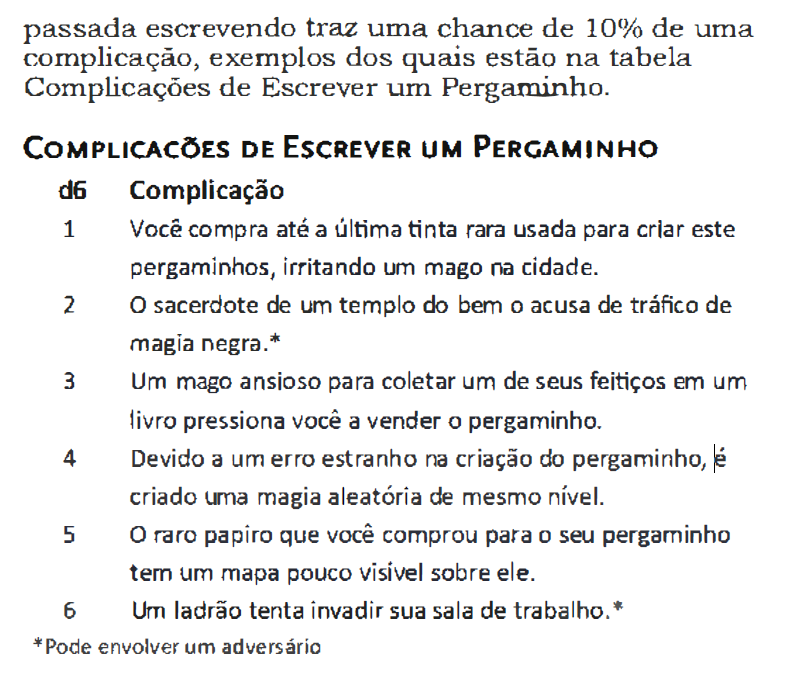 passada escrevendo traz uma chance de 10% de uma
complicação, exemplos dos quais estão na tabela
Complicações de Escrever um Pergaminho.
COMPLICACÕES DE ESCREVER UM PERGAMINHO
d6 Complicação
1 Você compra até a última tinta rara usada para criar este
pergaminhos, irritando um mago na cidade.
2 O sacerdote de um templo do bem o acusa de tráfico de
magia negra.*
3 Um mago ansioso para coletar um de seus feitiços em um
livro pressiona você a vender o pergaminho.
4 Devido a um erro estranho na criação do pergaminho, é
criado uma magia aleatória de mesmo nível.
5 O raro papiro que você comprou para o seu pergaminho
tem um mapa pouco visível sobre ele.
6 Um ladrão tenta invadir sua sala de trabalho.*
*Pode envolver um adversário